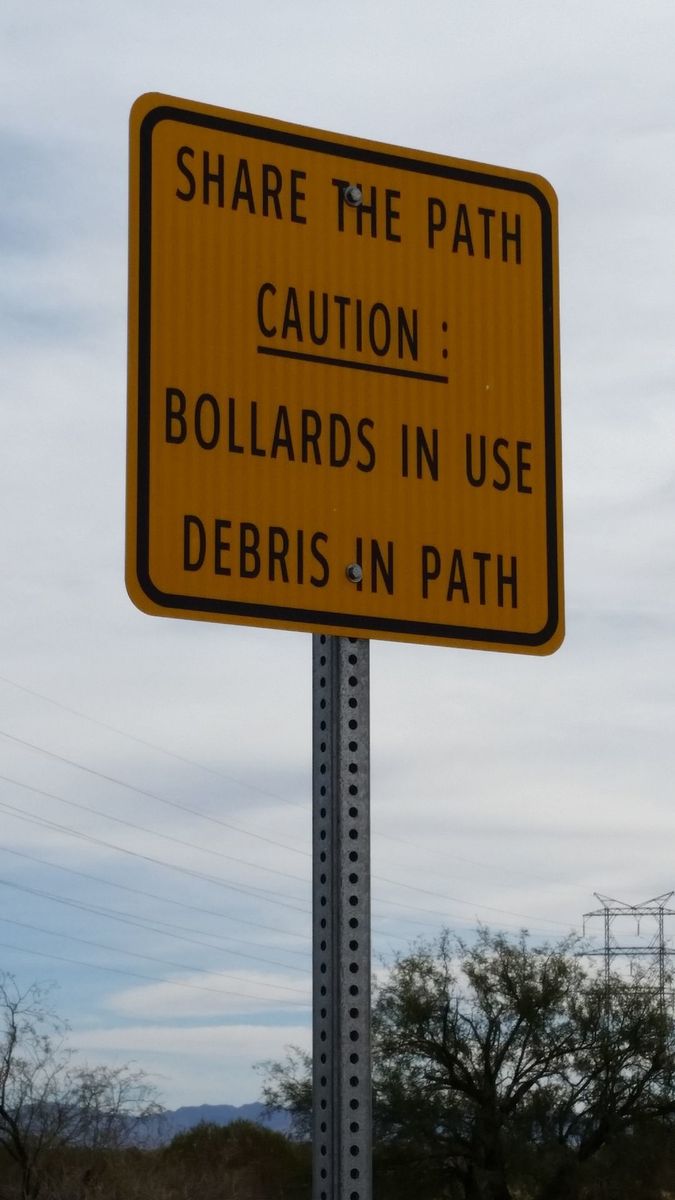 SHARE THE PATH
CAUTION :
BOLLARDS IN USE
DEBRIS IN PATH